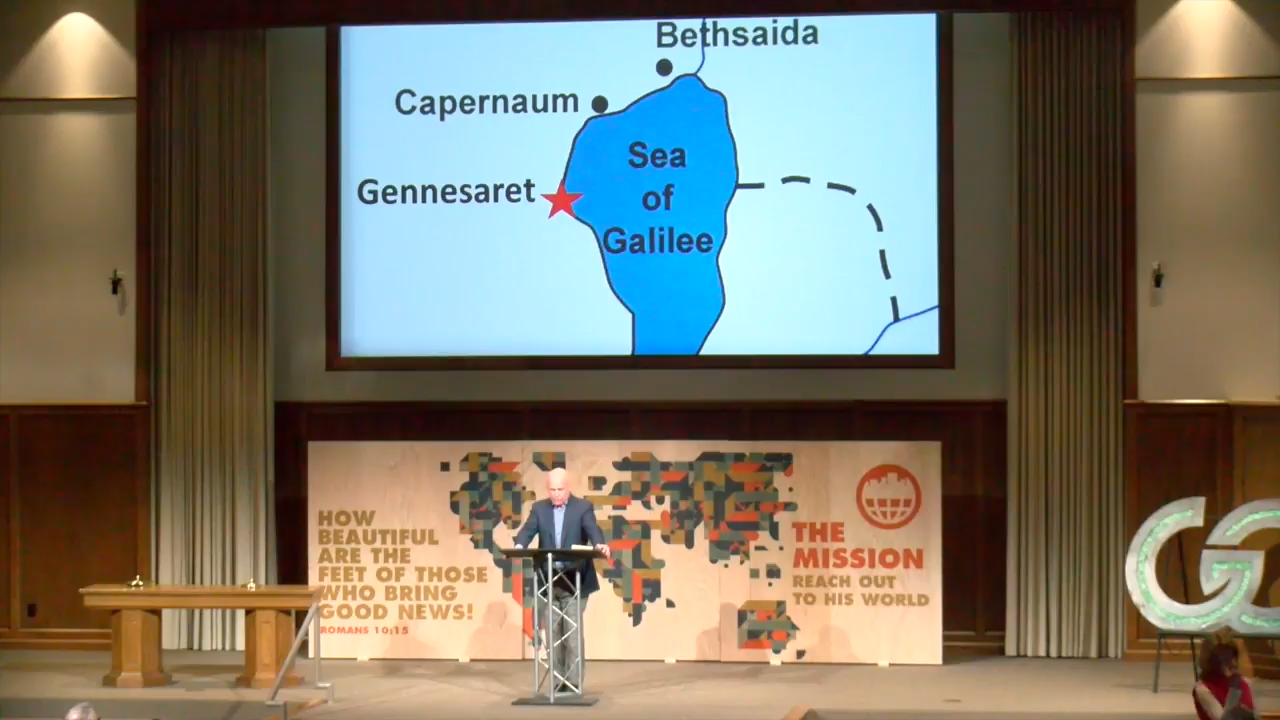 Bethsaida
Capernaum
Gennesaret
Sea
of
Galilee
HOW
BEAUTIFUL
ARE THE
FEET OF THOSE
WHO BRING
GOOD NEWS!
ROMANS 10:15
THE
MISSION
REACH OUT
TO HIS WORLD